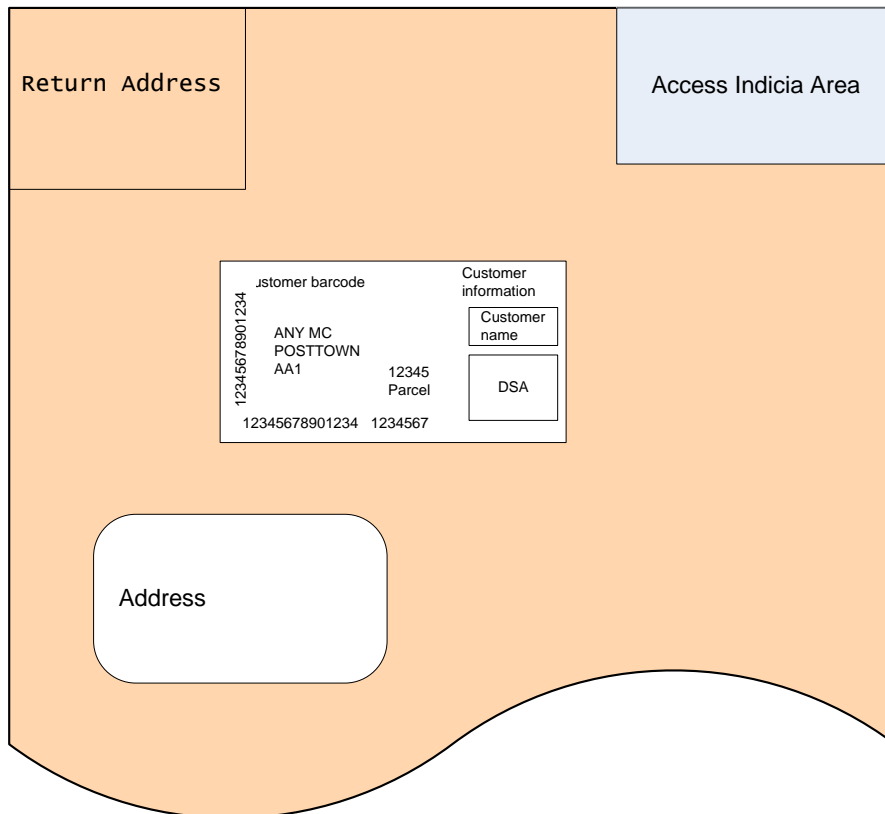 Return Address
Access Indicia Area
ustomer barcode
Customer
information
12345678901234
Customer
name
ANY MC
POSTTOWN
AA1
12345
Parcel
DSA
12345678901234 1234567
Address